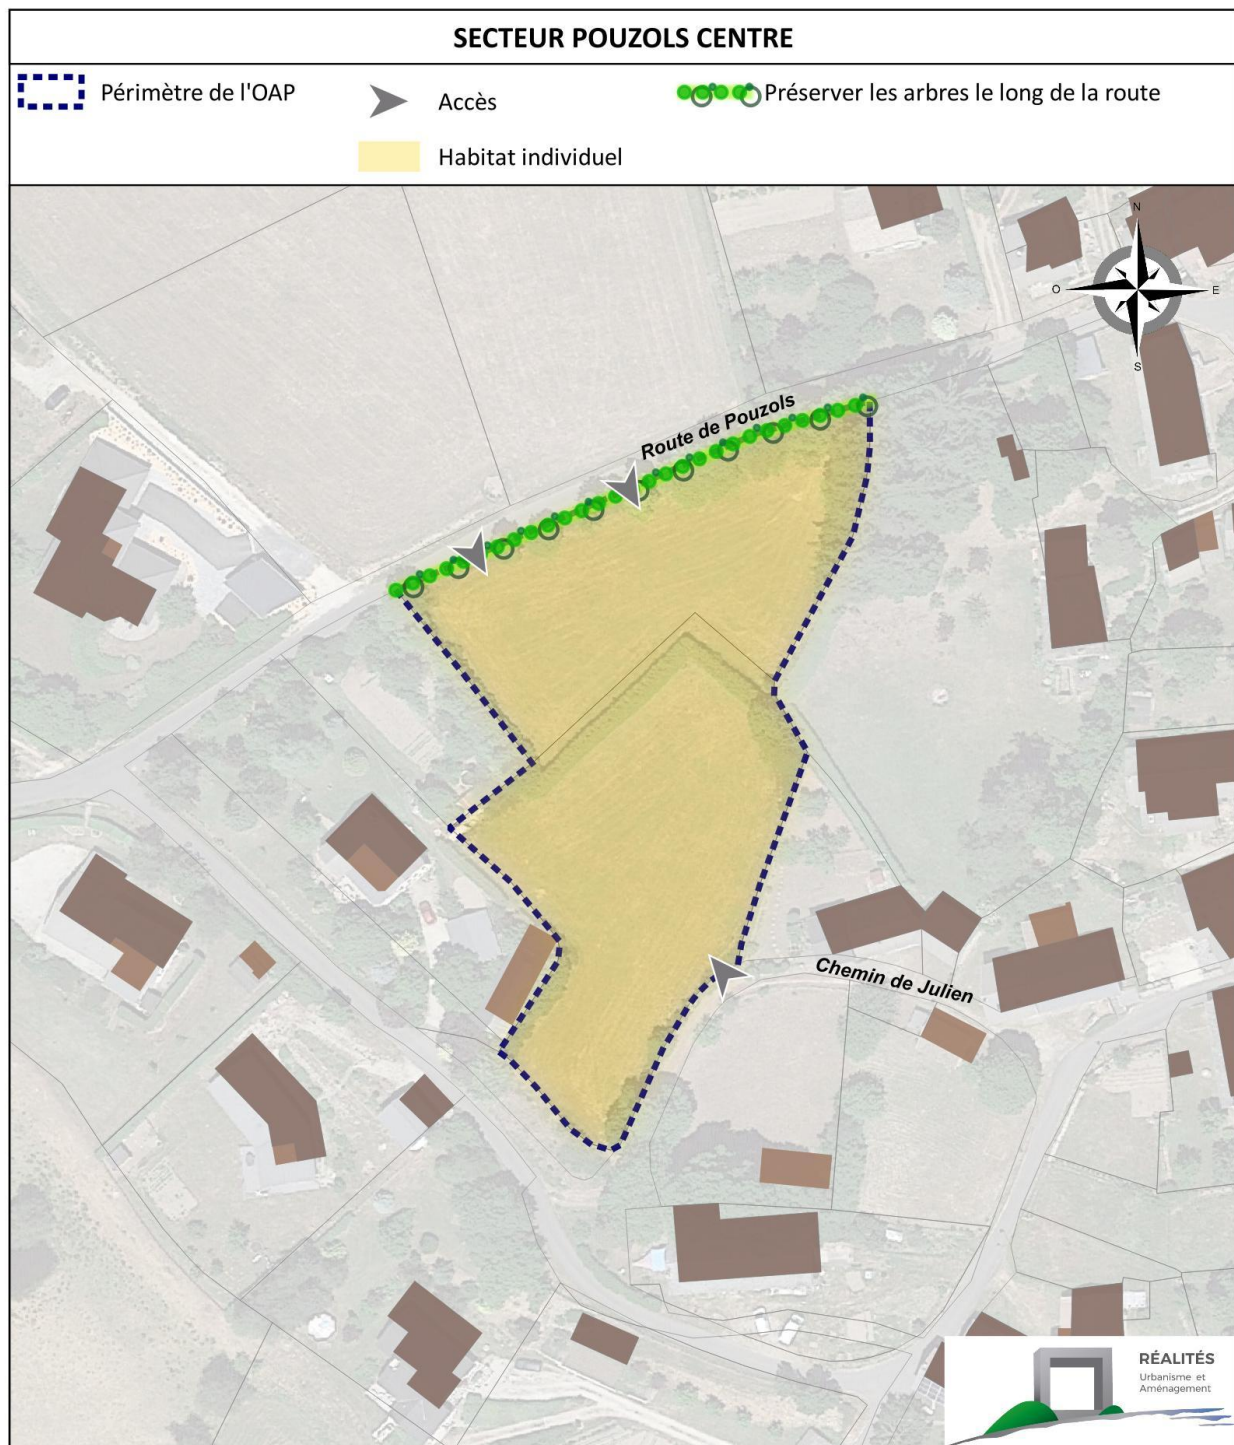 SECTEUR POUZOLS CENTRE
Périmètre de l'OAP
Accès
Préserver les arbres le long de la route
Habitat individuel
N
O
E
S
Route de Pouzols
Chemin de Julien
RÉALITÉS
Urbanisme et
Aménagement